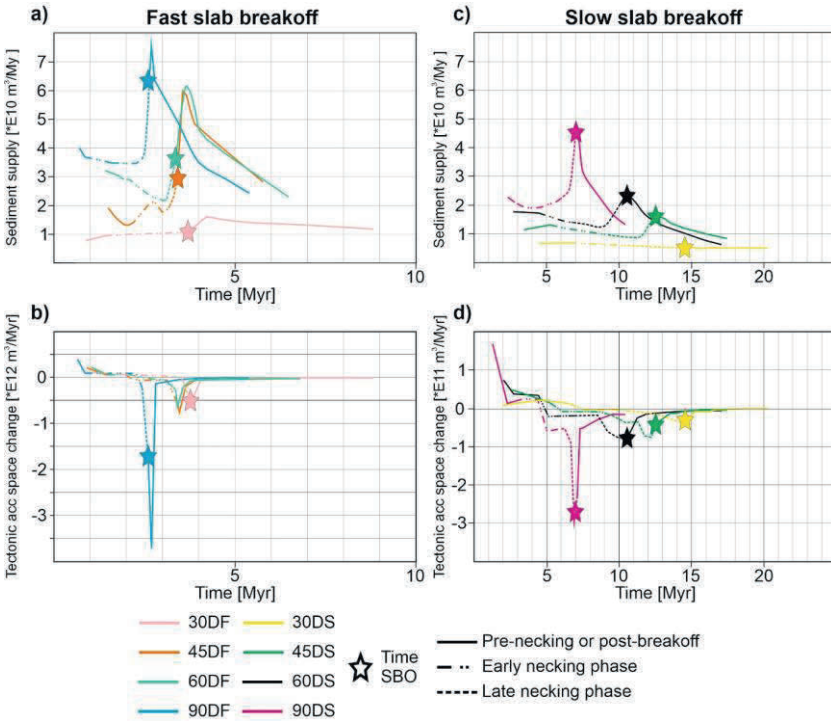 Fast slab breakoff
Slow slab breakoff
a)
c)
Sediment supply [*E10 m³/My ]
7
6
5
4
3
2
1
5
10
Time [Myr]
Sediment supply [*E10 m³/My]
7
6
5
4
3
2
1
5
10
15
20
Time [Myr]
b)
d)
Tectonic acc space change [*E12 m³/Myr]
0
-1
-2
-3
5
10
Time [Myr]
Tectonic acc space change [*E11 m³/Myr]
1
0
-1
-2
-3
5
10
15
20
Time [Myr]
30DF
30DS
45DF
45DS
60DF
60DS
90DF
90DS
Time
SBO
Pre-necking or post-breakoff
Early necking phase
Late necking phase